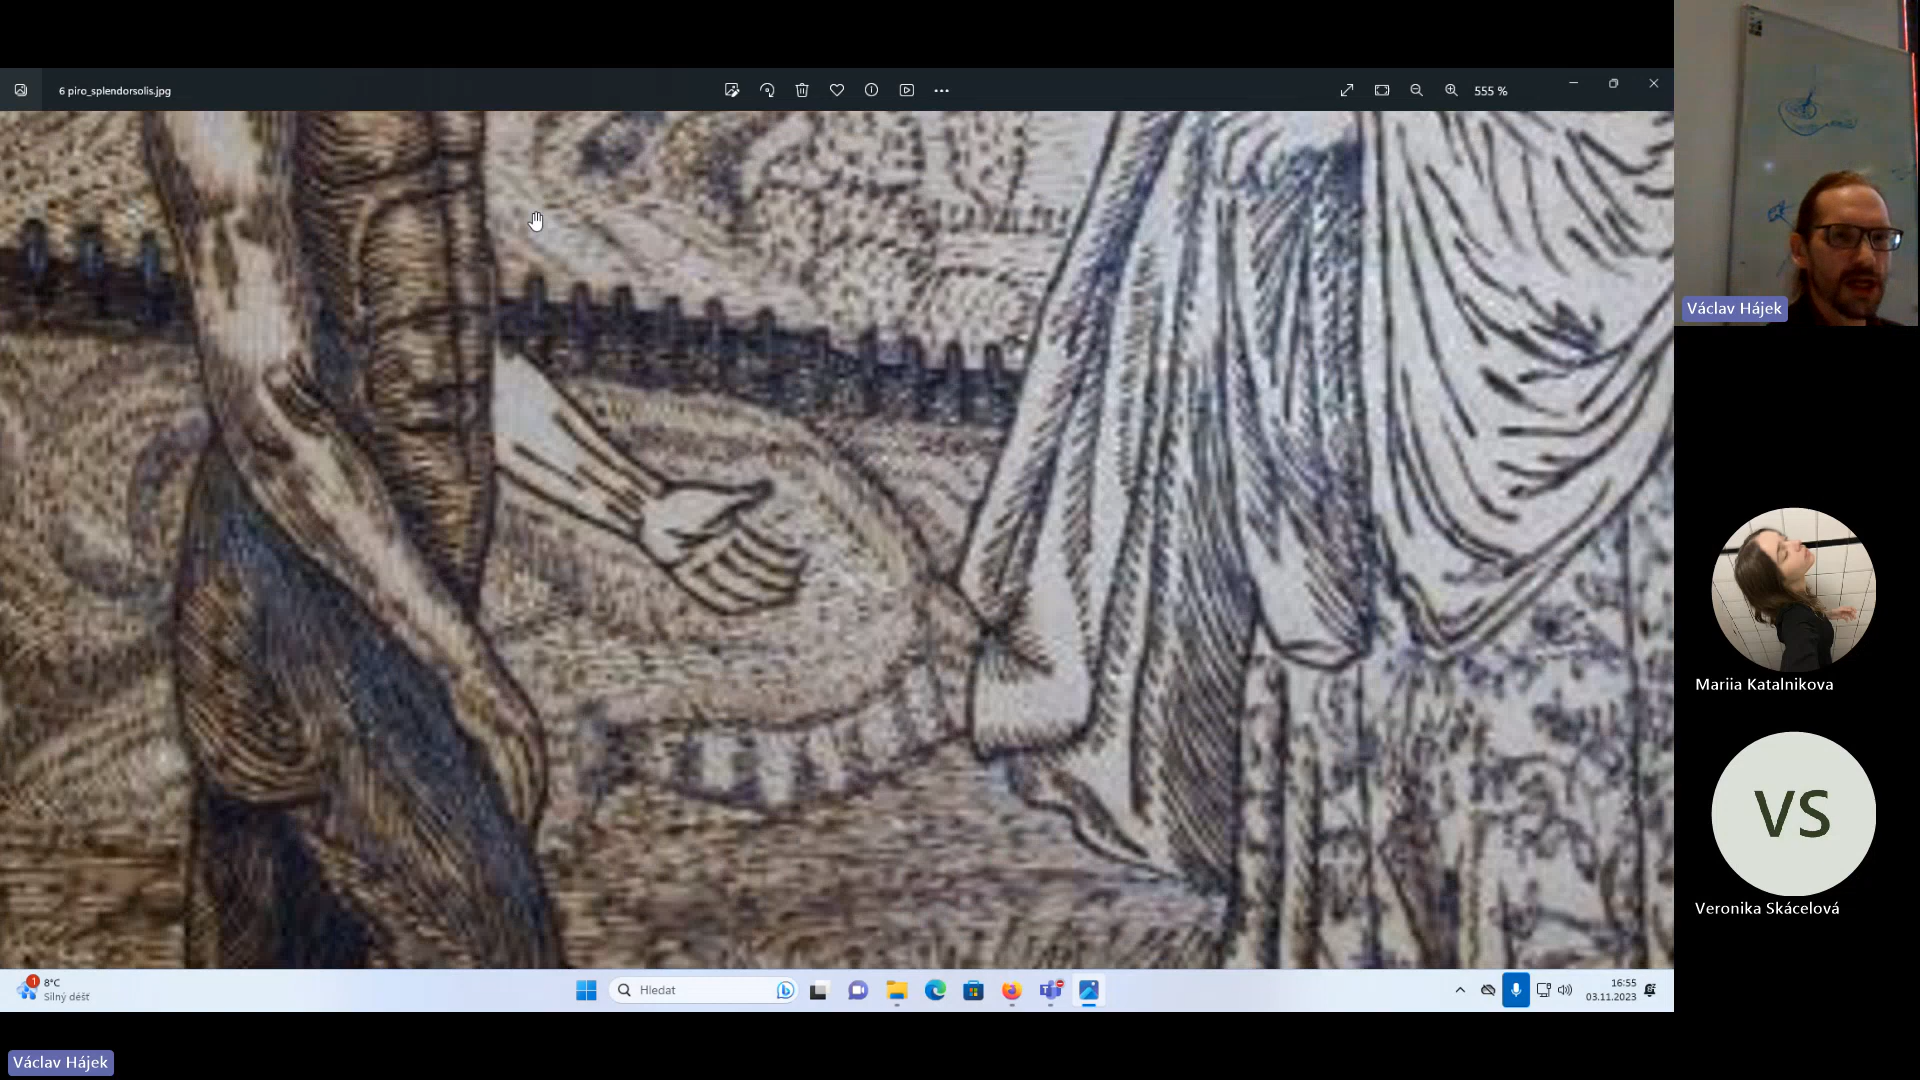 6 piro_splendorsolis.jpg
555 %
Václav Hájek
Mariia Katalnikova
VS
Veronika Skácelová
1
8°C
Silný déšť
Hledat
16:55
03.11.2023
Václav Hájek